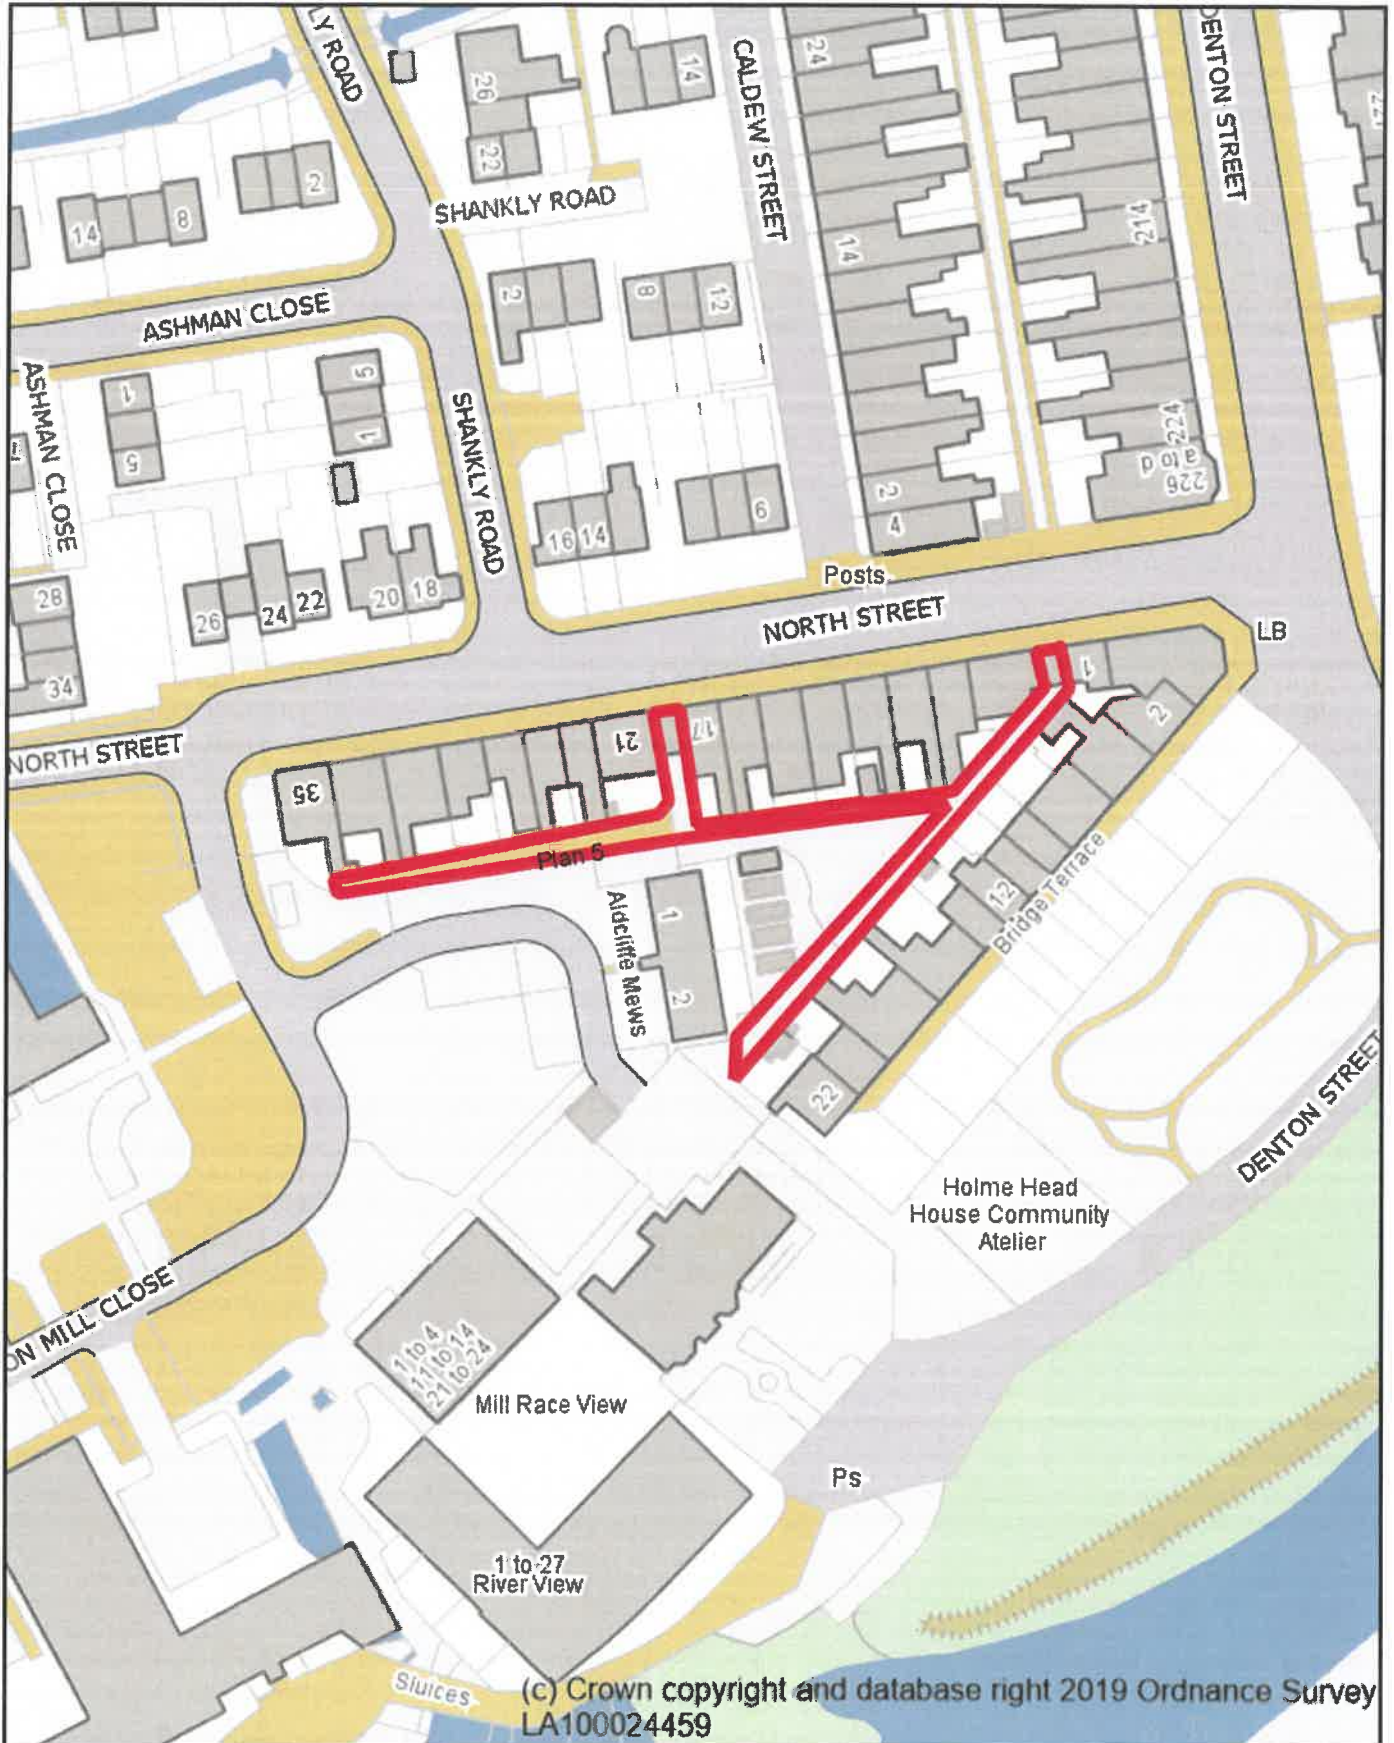 LY ROAD
26
14
CALDEW STREET
24
DENTON STREET
22
2
SHANKLY ROAD
14
8
14
212
ASHMAN CLOSE
2
8
12
ASHMAN CLOSE
1
5
5
1
SHANKLY ROAD
224
a to d
226
2
4
6
16 14
Posts
28
26
24
22
20
18
NORTH STREET
LB
34
1
2
NORTH STREET
21
17
35
Plan 5
Aldcliffe Mews
1
2
12
Bridge Terrace
22
DENTON STREET
Holme Head
House Community
Atelier
ON MILL CLOSE
1 to 4
11 to 14
21 to 24
Mill Race View
Ps
1 to 27
River View
Sluices
(c) Crown copyright and database right 2019 Ordnance Survey
LA100024459